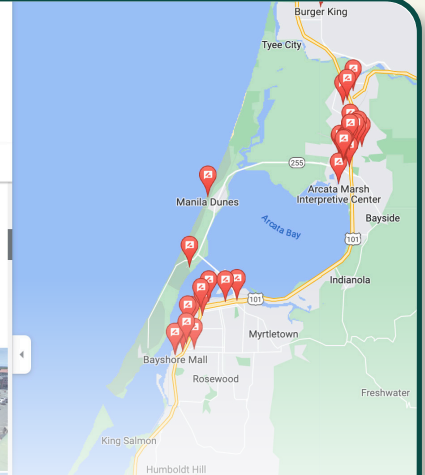 Burger King
Tyee City
255
Manila Dunes
Arcata Marsh
Interpretive Center
Arcata Bay
Bayside
101
Indianola
101
Myrtletown
Bayshore Mall
Rosewood
Freshwater
King Salmon
Humboldt Hill